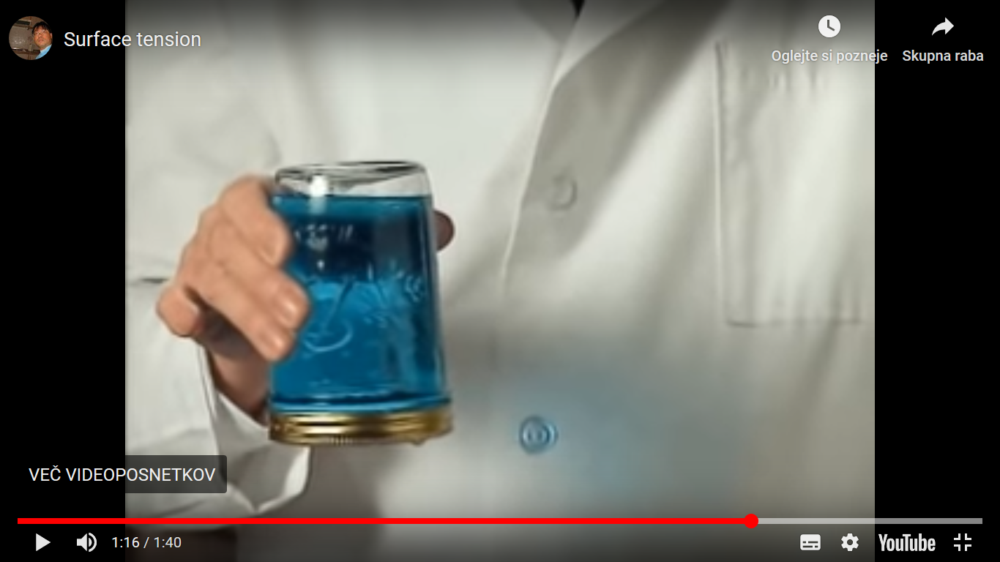 Surface tension
Oglejte si pozneje
Skupna raba
VEČ VIDEOPOSNETKOV
1:16 / 1:40
YouTube